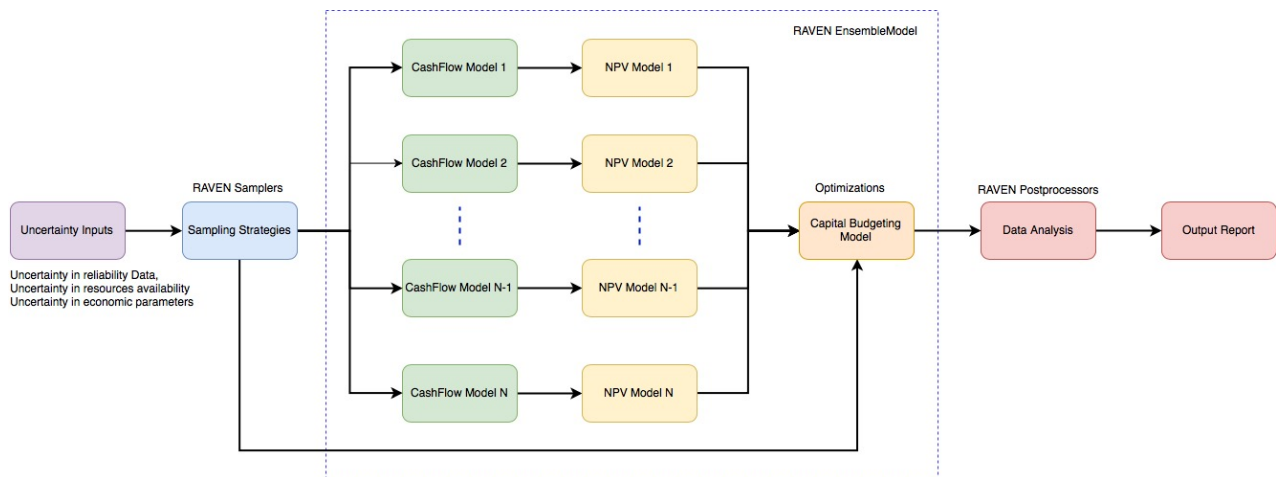 RAVEN EnsembleModel
CashFlow Model 1
NPV Model 1
CashFlow Model 2
NPV Model 2
RAVEN Samplers
Optimizations
RAVEN Postprocessors
Uncertainty Inputs
Sampling Strategies
Capital Budgeting
Model
Data Analysis
Output Report
Uncertainty in reliability Data,
Uncertainty in resources availability
Uncertainty in economic parameters
CashFlow Model N-1
NPV Model N-1
CashFlow Model N
NPV Model N